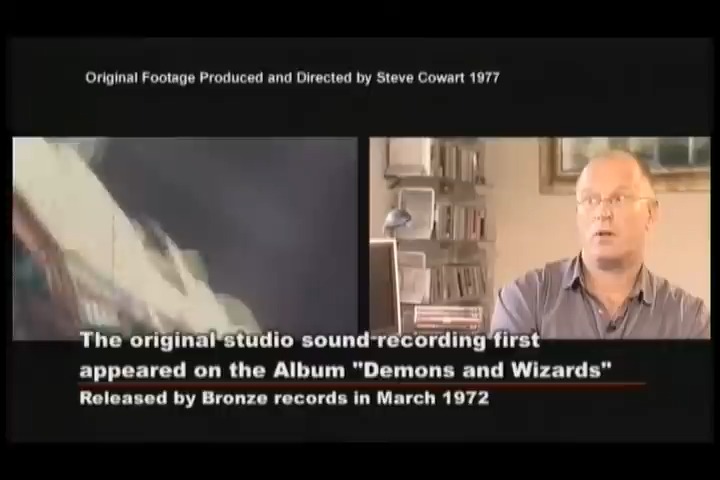 Original Footage Produced and Directed by Steve Cowart 1977
The original studio sound-recording first
appeared on the Album "Demons and Wizards"
Released by Bronze records in March 1972